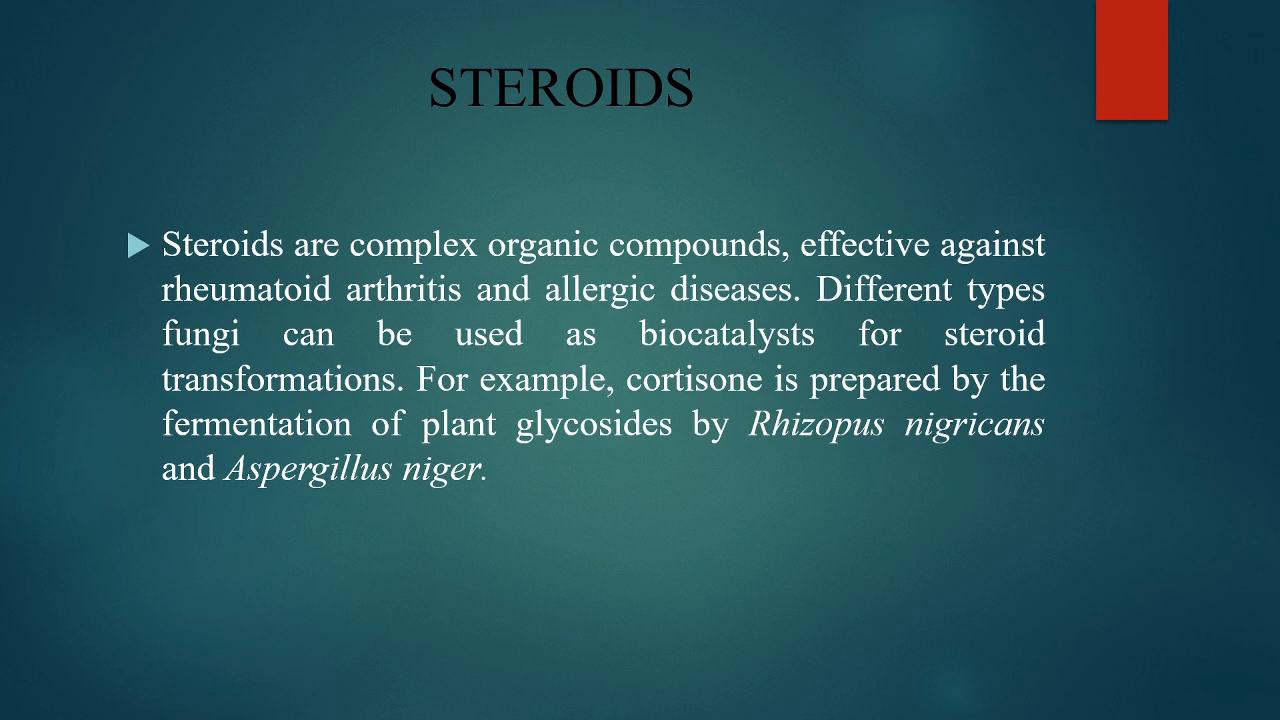 STEROIDS
Steroids are complex organic compounds, effective against
rheumatoid arthritis and allergic diseases. Different types
fungi can be used as biocatalysts for steroid
transformations. For example, cortisone is prepared by the
fermentation of plant glycosides by Rhizopus nigricans
and Aspergillus niger.